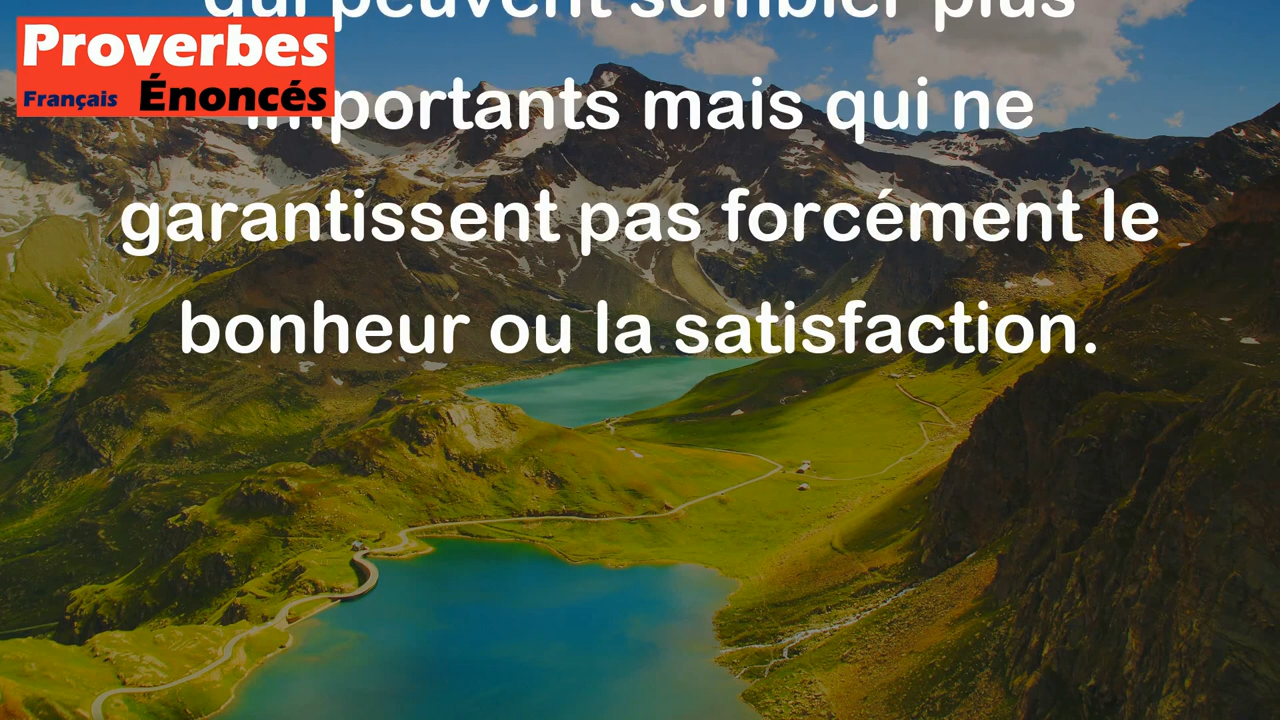 Proverbes
Français Énoncés
qui peuvent sembler plus
importants mais qui ne
garantissent pas forcément le
bonheur ou la satisfaction.